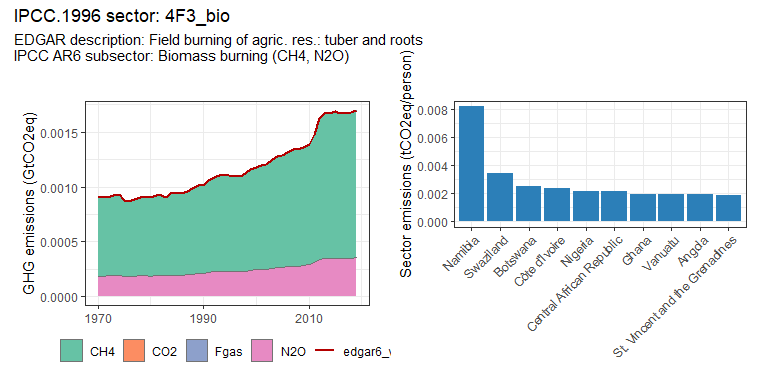 IPCC.1996 sector: 4F3_bio
EDGAR description: Field burning of agric. res.: tuber and roots
IPCC AR6 subsector: Biomass burning (CH4, N2O)
GHG emissions (GtCO2eq)
0.0015
0.0010
0.0005
0.0000
1970
1990
2010
CH4
CO2
Fgas
N2O
edgar6_v
Sector emissions (tCO2eq/person)
0.008
0.006
0.004
0.002
0.000
Namibia
Swaziland
Botswana
Côte d'Ivoire
Nigeria
Central African Republic
Ghana
Vanuatu
Angola
St. Vincent and the Grenadines